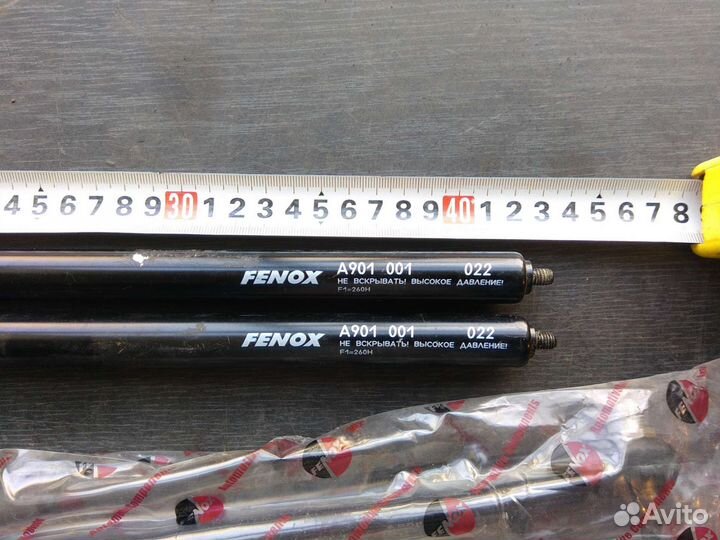 4 5 6 7 8 9 30 1 2 3 4 5 6 7 8 9 40 1 2 3 4 5 6 7 8
FENOX A901 001 022
НЕ ВСКРЫВАТЬ! ВЫСОКОЕ ДАВЛЕНИЕ!
F1=260H
FENOX A901 001 022
НЕ ВСКРЫВАТЬ! ВЫСОКОЕ ДАВЛЕНИЕ!
F1=260H
Avito